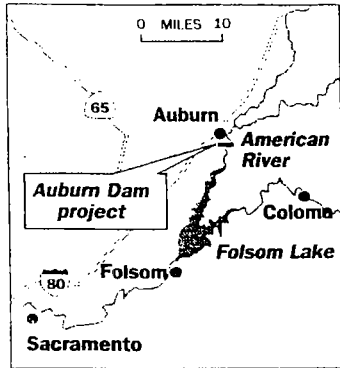 0 MILES 10
65
Auburn
American
River
Auburn Dam
project
Coloma
Folsom Lake
Folsom
80
Sacramento